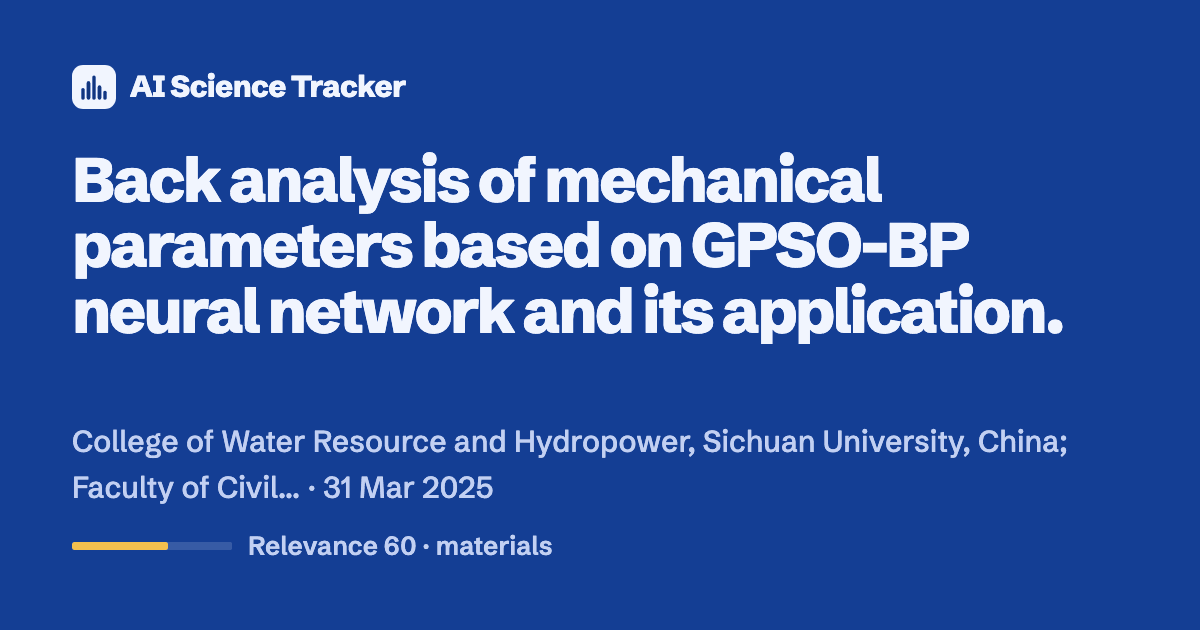 AI Science Tracker
Back analysis of mechanical
parameters based on GPSO-BP
neural network and its application.
College of Water Resource and Hydropower, Sichuan University, China;
Faculty of Civil... · 31 Mar 2025
Relevance 60 · materials